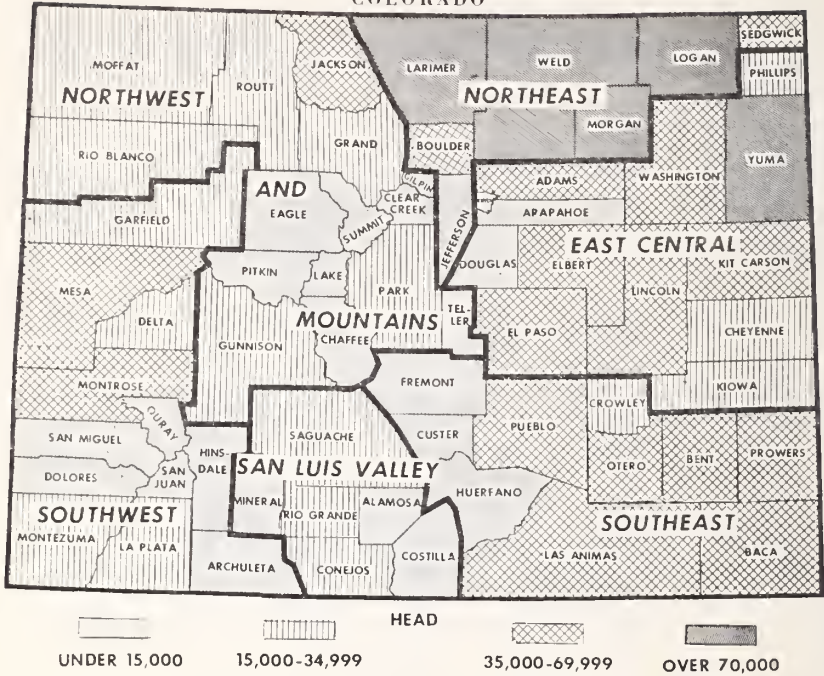 COLORADO
MOFFAT
NORTHWEST
ROUTT
JACKSON
LARIMER
WELD
LOGAN
SEDGWICK
PHILLIPS
NORTHEAST
MORGAN
RIO BLANCO
GRAND
BOULDER
YUMA
GARFIELD
AND
EAGLE
SUMMIT
GILPIN
CLEAR
CREEK
JEFFERSON
ADAMS
ARAPAHOE
WASHINGTON
MESA
DELTA
PITKIN
LAKE
PARK
DOUGLAS
ELBERT
EAST CENTRAL
LINCOLN
KIT CARSON
MOUNTAINS
TEL-
LER
GUNNISON
CHAFFEE
EL PASO
CHEYENNE
KIOWA
MONTROSE
OURAY
SAN MIGUEL
DOLORES
SAN
JUAN
HINS-
DALE
SAGUACHE
SAN LUIS VALLEY
MINERAL
RIO GRANDE
ALAMOSA
FREMONT
CUSTER
HUERFANO
PUEBLO
CROWLEY
OTERO
BENT
PROWERS
SOUTHWEST
MONTEZUMA
LA PLATA
ARCHULETA
CONEJOS
COSTILLA
SOUTHEAST
LAS ANIMAS
BACA
HEAD
UNDER 15,000
15,000-34,999
35,000-69,999
OVER 70,000